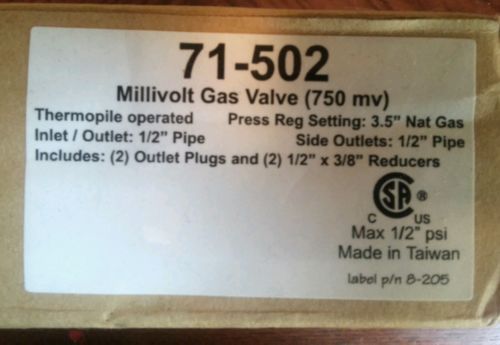 71-502
Millivolt Gas Valve (750 mv)
Thermopile operated Press Reg Setting: 3.5" Nat Gas
Inlet / Outlet: 1/2" Pipe Side Outlets: 1/2" Pipe
Includes: (2) Outlet Plugs and (2) 1/2" x 3/8" Reducers
SA ®
C US
Max 1/2" psi
Made in Taiwan
label p/n 8-205